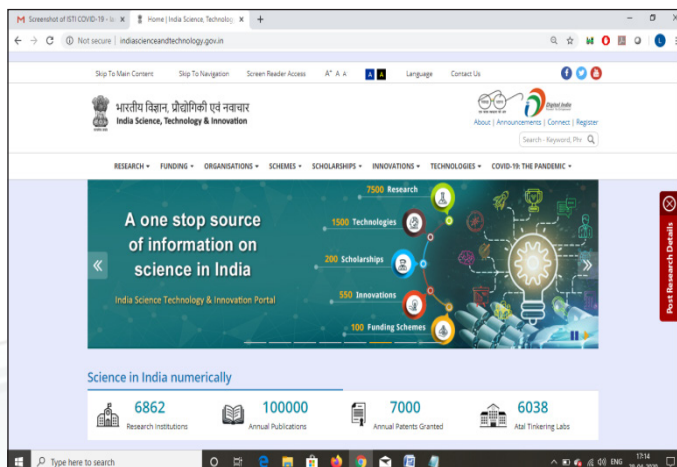 Screenshot of ISTI COVID-19 - la
Home | India Science, Technolog
Not secure | indiascienceandtechnology.gov.in
Skip To Main Content Skip To Navigation Screen Reader Access A+ A A A A Language Contact Us
भारतीय विज्ञान, प्रौद्योगिकी एवं नवाचार
India Science, Technology & Innovation
Digital India
About | Announcements | Connect | Register
Search - Keyword, Phr
RESEARCH FUNDING ORGANISATIONS SCHEMES SCHOLARSHIPS INNOVATIONS TECHNOLOGIES COVID-19: THE PANDEMIC
A one stop source
of information on
science in India
India Science Technology & Innovation Portal
7500 Research
1500 Technologies
200 Scholarships
550 Innovations
100 Funding Schemes
Post Research Details
Science in India numerically
6862
Research Institutions
100000
Annual Publications
7000
Annual Patents Granted
6038
Atal Tinkering Labs
Type here to search
ENG
17:14